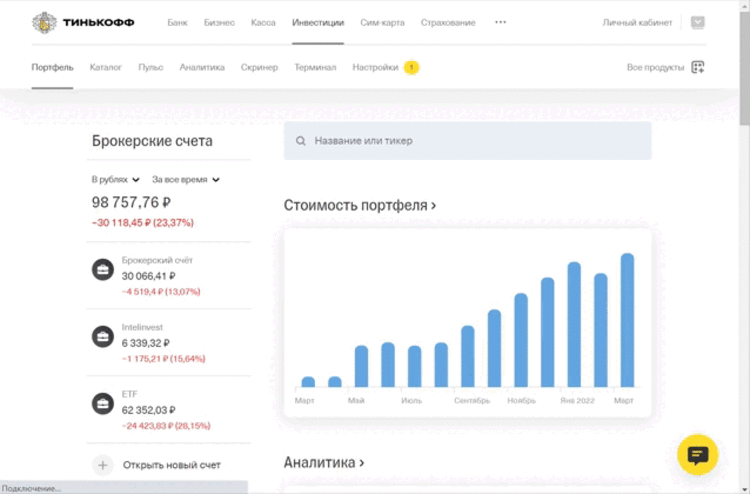 ТИНЬКОФФ Банк Бизнес Касса Инвестиции Сим-карта Страхование ••• Личный кабинет
Портфель Каталог Пульс Аналитика Скринер Терминал Настройки 1 Все продукты
Брокерские счета
Название или тикер
В рублях За все время
98 757,76 ₽
−30 118,45 ₽ (23,37%)
Брокерский счёт
30 066,41 ₽
−4 519,4 ₽ (13,07%)
Intelinvest
6 339,32 ₽
−1 175,21 ₽ (15,64%)
ETF
62 352,03 ₽
−24 423,83 ₽ (28,15%)
+ Открыть новый счет
Стоимость портфеля ›
Март Май Июль Сентябрь Ноябрь Янв 2022 Март
Аналитика ›
Подключение...